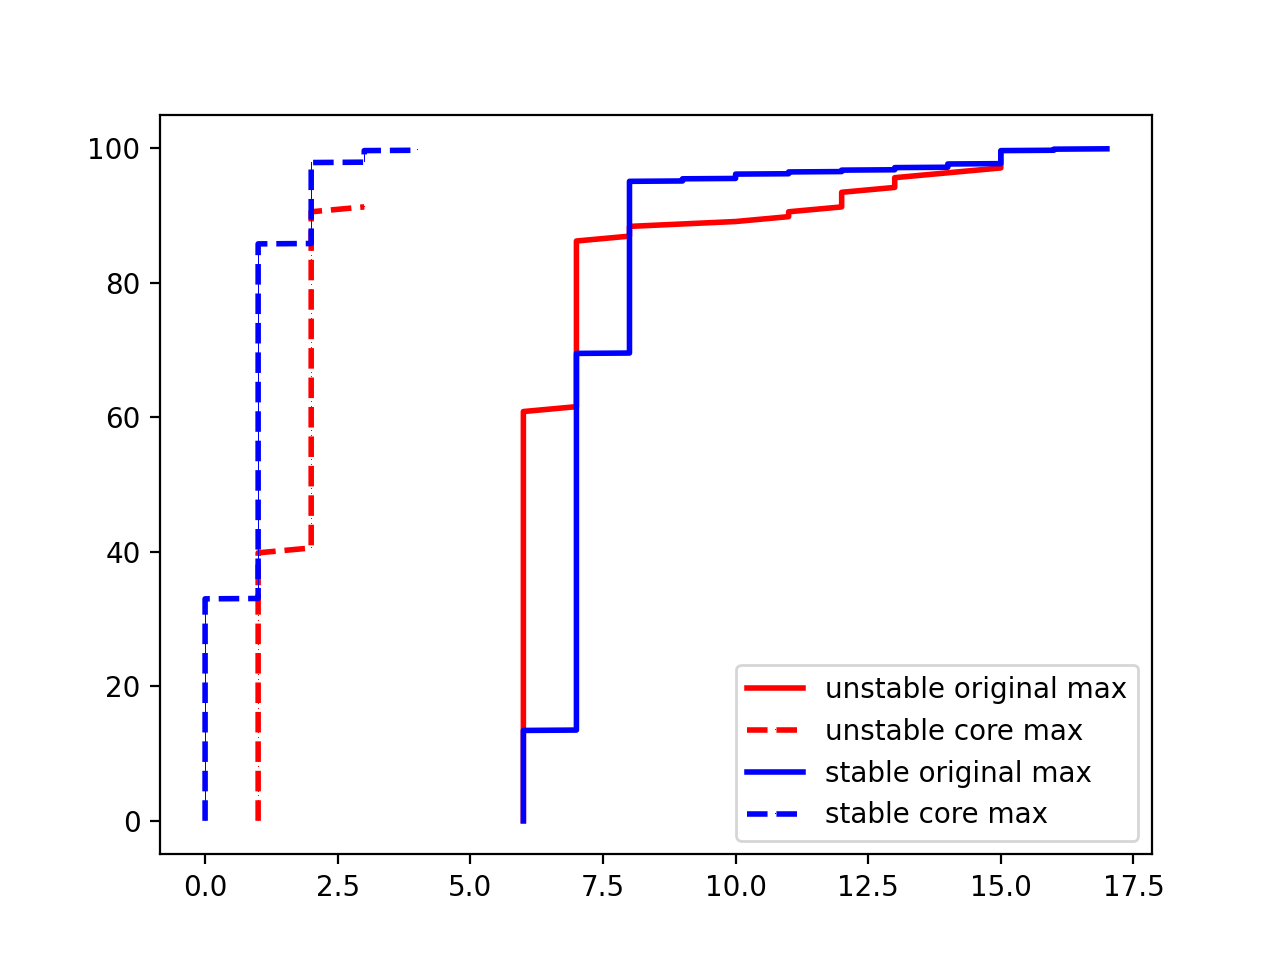 100
80
60
40
20
0
0.0 2.5 5.0 7.5 10.0 12.5 15.0 17.5
unstable original max
unstable core max
stable original max
stable core max